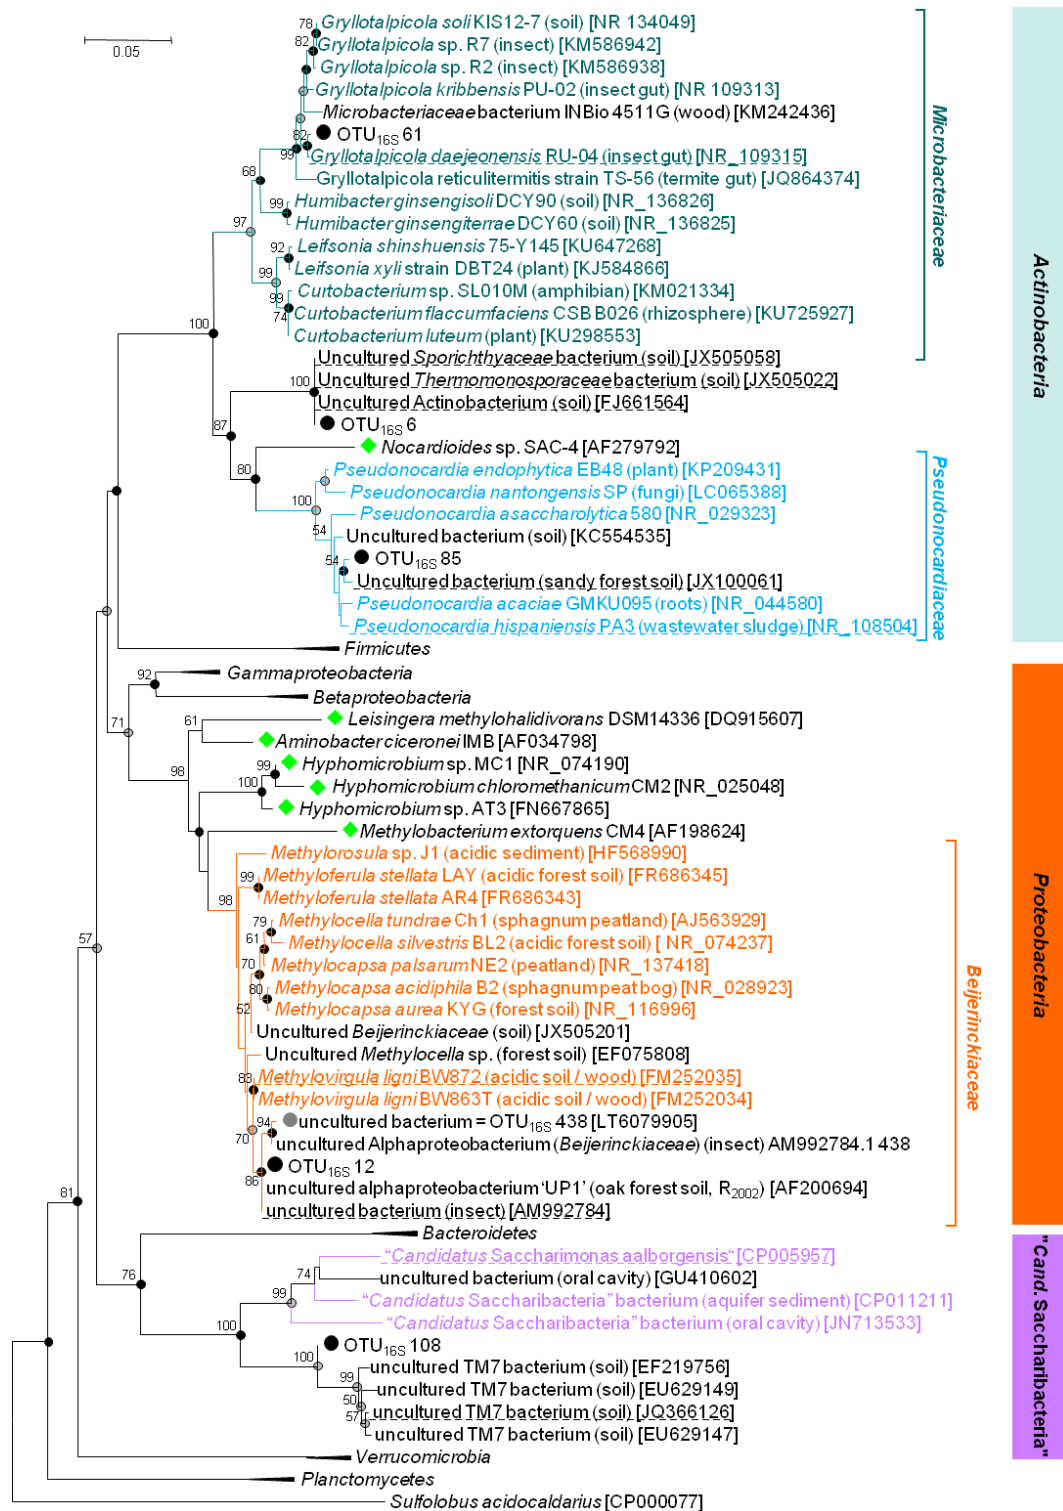 0.05
78
Gryllotalpicola soli KIS12-7 (soil) [NR 134049]
82
Gryllotalpicola sp. R7 (insect) [KM586942]
Gryllotalpicola sp. R2 (insect) [KM586938]
Gryllotalpicola kribbensis PU-02 (insect gut) [NR 109313]
Microbacteriaceae bacterium INBio 4511G (wood) [KM242436]
82
OTU16S 61
99
Gryllotalpicola daejeonensis RU-04 (insect gut) [NR_109315]
68
Gryllotalpicola reticulitermitis strain TS-56 (termite gut) [JQ864374]
99
Humibacter ginsengisoli DCY90 (soil) [NR_136826]
97
Humibacter ginsengiterrae DCY60 (soil) [NR_136825]
92
Leifsonia shinshuensis 75-Y145 [KU647268]
99
Leifsonia xyli strain DBT24 (plant) [KJ584866]
99
Curtobacterium sp. SL010M (amphibian) [KM021334]
74
Curtobacterium flaccumfaciens CSB B026 (rhizosphere) [KU725927]
100
Curtobacterium luteum (plant) [KU298553]
Microbacteriaceae
Actinobacteria
Uncultured Sporichthyaceae bacterium (soil) [JX505058]
100
Uncultured Thermomonosporaceae bacterium (soil) [JX505022]
Uncultured Actinobacterium (soil) [FJ661564]
87
OTU16S 6
Nocardioides sp. SAC-4 [AF279792]
80
Pseudonocardia endophytica EB48 (plant) [KP209431]
Pseudonocardia nantongensis SP (fungi) [LC065388]
100
Pseudonocardia asaccharolytica 580 [NR_029323]
54
Uncultured bacterium (soil) [KC554535]
54
OTU16S 85
Uncultured bacterium (sandy forest soil) [JX100061]
Pseudonocardia acaciae GMKU095 (roots) [NR_044580]
Pseudonocardia hispaniensis PA3 (wastewater sludge) [NR_108504]
Pseudonocardiaceae
Firmicutes
92
Gammaproteobacteria
Betaproteobacteria
71
61
Leisingera methylohalidivorans DSM14336 [DQ915607]
Aminobacter ciceronei IMB [AF034798]
98
99
Hyphomicrobium sp. MC1 [NR_074190]
100
Hyphomicrobium chloromethanicum CM2 [NR_025048]
Hyphomicrobium sp. AT3 [FN667865]
Methylobacterium extorquens CM4 [AF198624]
Methylorosula sp. J1 (acidic sediment) [HF568990]
98
99
Methyloferula stellata LAY (acidic forest soil) [FR686345]
Methyloferula stellata AR4 [FR686343]
79
Methylocella tundrae Ch1 (sphagnum peatland) [AJ563929]
57
61
Methylocella silvestris BL2 (acidic forest soil) [ NR_074237]
70
Methylocapsa palsarum NE2 (peatland) [NR_137418]
80
Methylocapsa acidiphila B2 (sphagnum peat bog) [NR_028923]
52
Methylocapsa aurea KYG (forest soil) [NR_116996]
Uncultured Beijerinckiaceae (soil) [JX505201]
Uncultured Methylocella sp. (forest soil) [EF075808]
83
Methylovirgula ligni BW872 (acidic soil / wood) [FM252035]
Methylovirgula ligni BW863T (acidic soil / wood) [FM252034]
94
uncultured bacterium = OTU16S 438 [LT6079905]
70
uncultured Alphaproteobacterium (Beijerinckiaceae) (insect) AM992784.1 438
OTU16S 12
86
uncultured alphaproteobacterium 'UP1' (oak forest soil, R2002) [AF200694]
uncultured bacterium (insect) [AM992784]
Beijerinckiaceae
Proteobacteria
81
Bacteroidetes
"Candidatus Saccharimonas aalborgensis" [CP005957]
76
74
uncultured bacterium (oral cavity) [GU410602]
99
"Candidatus Saccharibacteria" bacterium (aquifer sediment) [CP011211]
"Candidatus Saccharibacteria" bacterium (oral cavity) [JN713533]
100
OTU16S 108
100
uncultured TM7 bacterium (soil) [EF219756]
99
uncultured TM7 bacterium (soil) [EU629149]
50
uncultured TM7 bacterium (soil) [JQ366126]
57
uncultured TM7 bacterium (soil) [EU629147]
"Cand. Saccharibacteria"
Verrucomicrobia
Planctomycetes
Sulfolobus acidocaldarius [CP000077]